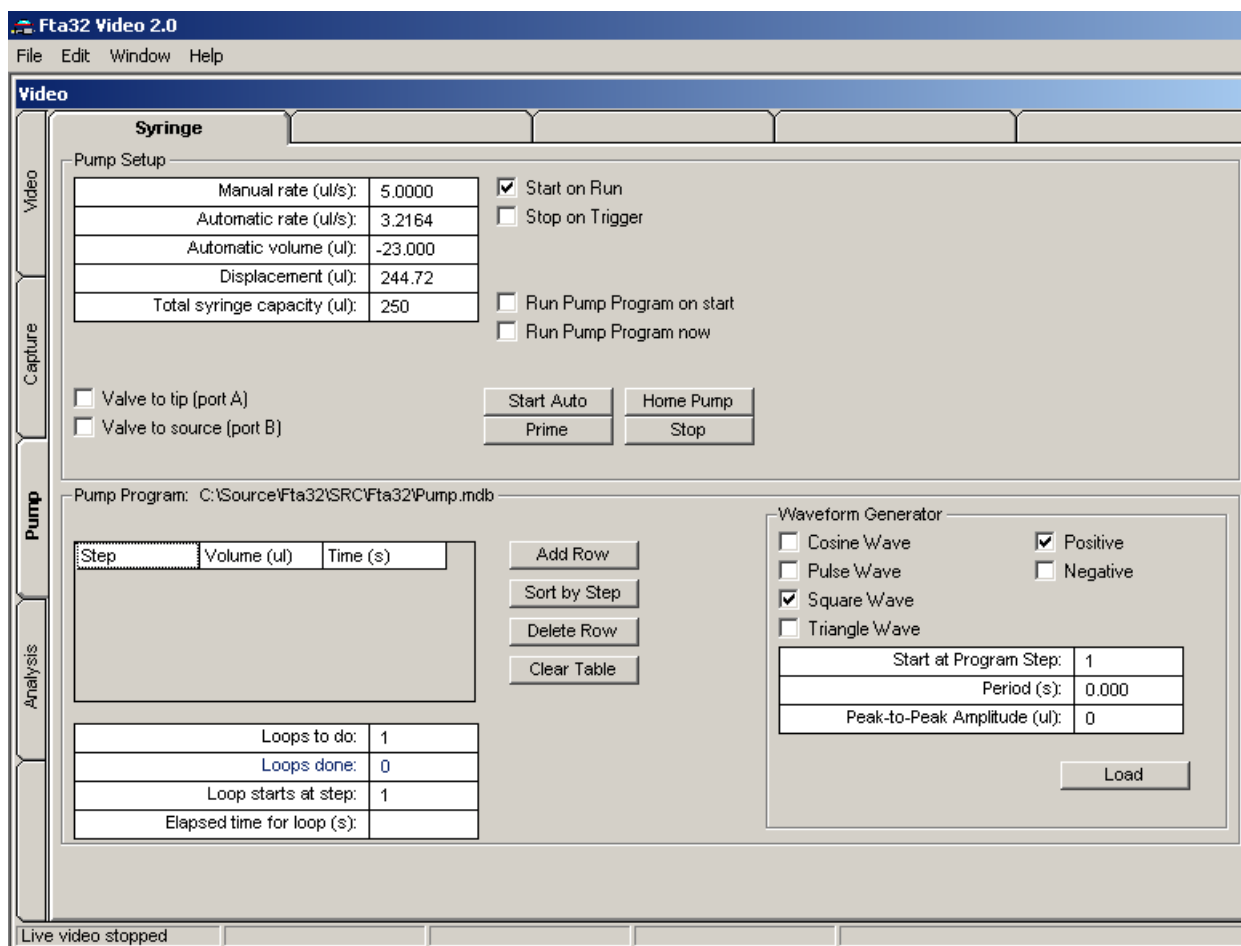 Fta32 Video 2.0
File Edit Window Help
Video
Video
Capture
Pump
Analysis
Syringe
Pump Setup
Manual rate (ul/s): 5.0000
Automatic rate (ul/s): 3.2164
Automatic volume (ul): -23.000
Displacement (ul): 244.72
Total syringe capacity (ul): 250
Start on Run
Stop on Trigger
Run Pump Program on start
Run Pump Program now
Valve to tip (port A)
Valve to source (port B)
Start Auto Home Pump
Prime Stop
Pump Program: C:\Source\Fta32\SRC\Fta32\Pump.mdb
Step Volume (ul) Time (s)
Add Row
Sort by Step
Delete Row
Clear Table
Loops to do: 1
Loops done: 0
Loop starts at step: 1
Elapsed time for loop (s):
Waveform Generator
Cosine Wave Positive
Pulse Wave Negative
Square Wave
Triangle Wave
Start at Program Step: 1
Period (s): 0.000
Peak-to-Peak Amplitude (ul): 0
Load
Live video stopped